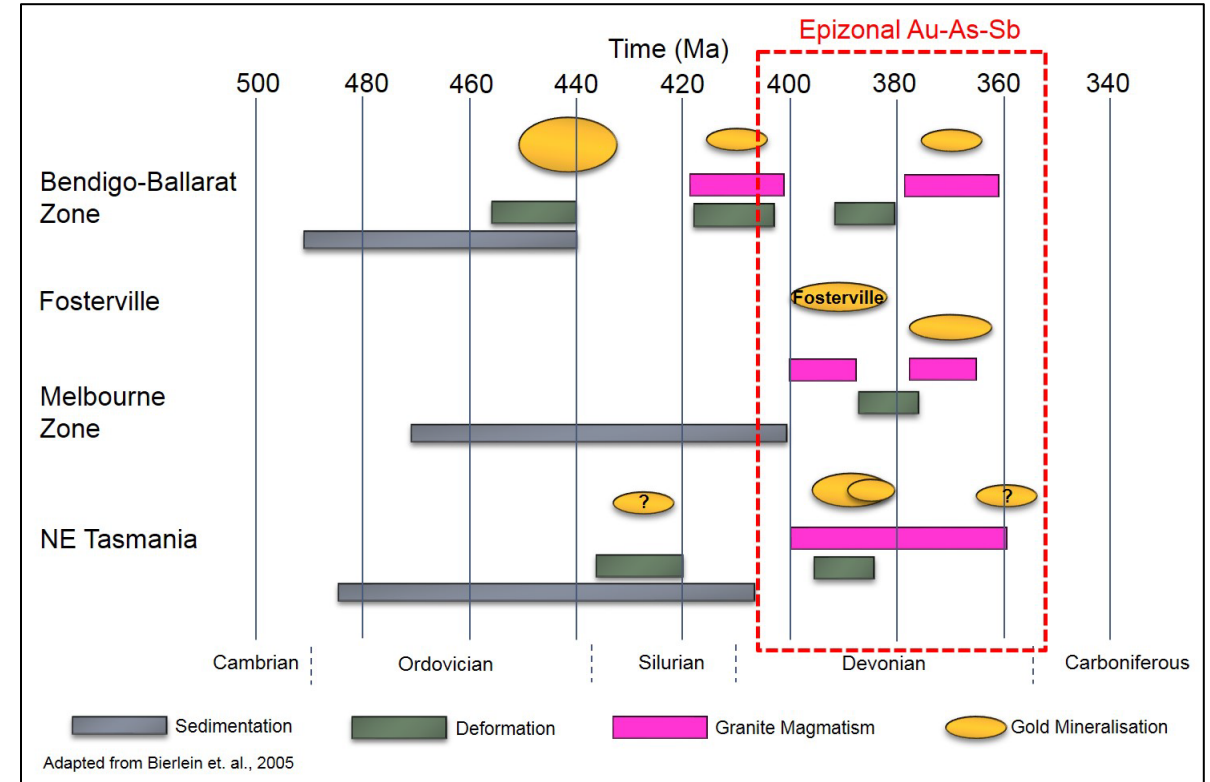 Epizonal Au-As-Sb
Time (Ma)
500 480 460 440 420 400 380 360 340
Bendigo-Ballarat
Zone
Fosterville
Fosterville
Melbourne
Zone
?
?
NE Tasmania
Cambrian Ordovician Silurian Devonian Carboniferous
Sedimentation Deformation Granite Magmatism Gold Mineralisation
Adapted from Bierlein et. al., 2005